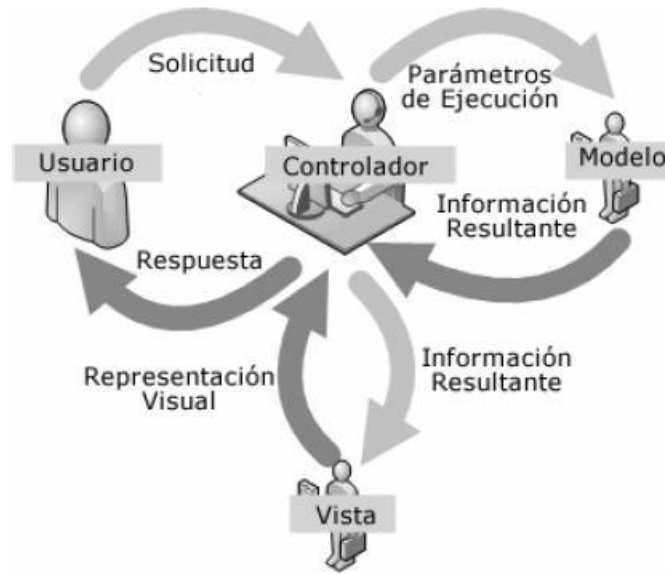 Solicitud
Parámetros
de Ejecución
Usuario
Controlador
Modelo
Información
Resultante
Respuesta
Representación
Visual
Información
Resultante
Vista